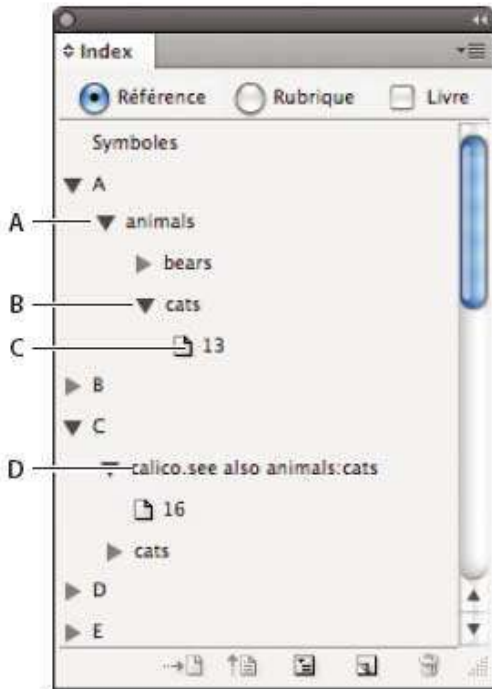 Index
Référence Rubrique Livre
Symboles
A
A animals
bears
B cats
C 13
B
C
D calico.see also animals:cats
16
cats
D
E